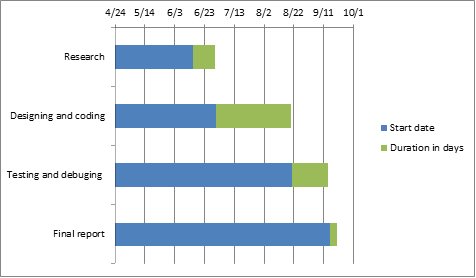 4/24 5/14 6/3 6/23 7/13 8/2 8/22 9/11 10/1
Research
Designing and coding
Testing and debuging
Final report
Start date
Duration in days